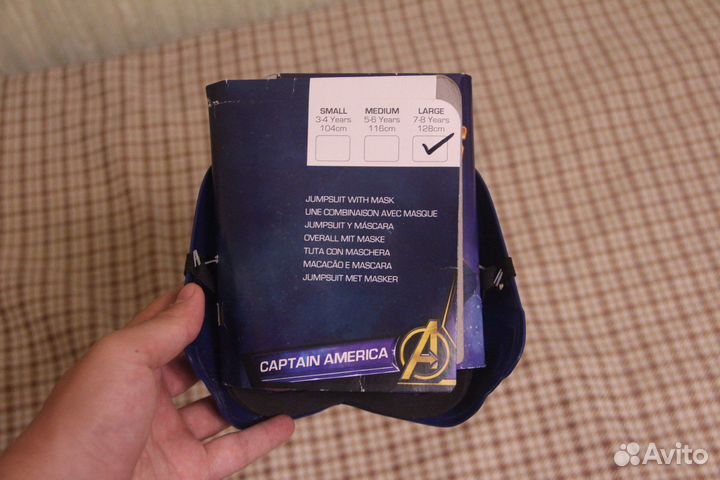 SMALL
3-4 Years
104cm
MEDIUM
5-6 Years
116cm
LARGE
7-8 Years
128cm
JUMPSUIT WITH MASK
UNE COMBINAISON AVEC MASQUE
JUMPSUIT Y MÁSCARA
OVERALL MIT MASKE
TUTA CON MASCHERA
MACACÃO E MASCARA
JUMPSUIT MET MASKER
CAPTAIN AMERICA
Avito